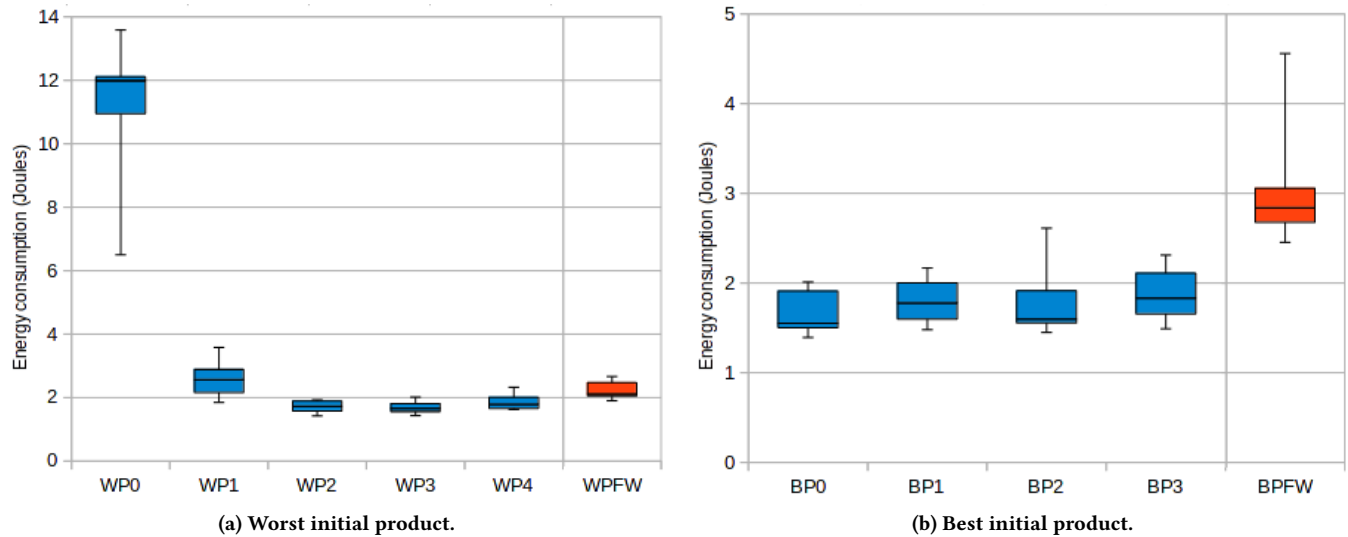 Energy consumption (Joules)
14
12
10
8
6
4
2
0
WP0 WP1 WP2 WP3 WP4 WPFW
(a) Worst initial product.
Energy consumption (Joules)
5
4
3
2
1
0
BP0 BP1 BP2 BP3 BPFW
(b) Best initial product.